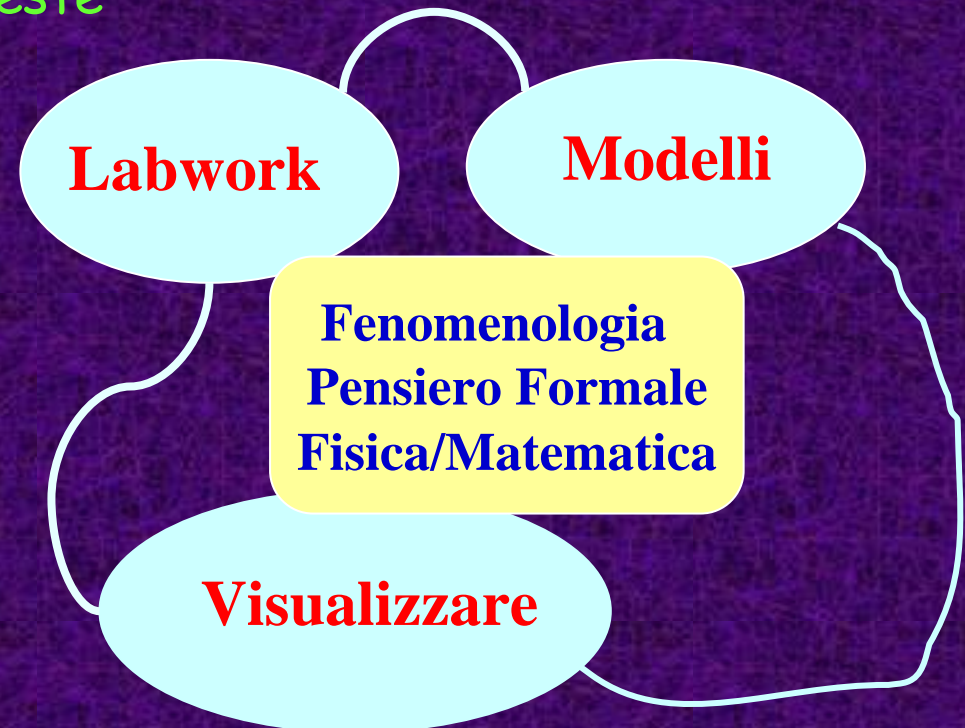 Labwork
Modelli
Fenomenologia
Pensiero Formale
Fisica/Matematica
Visualizzare